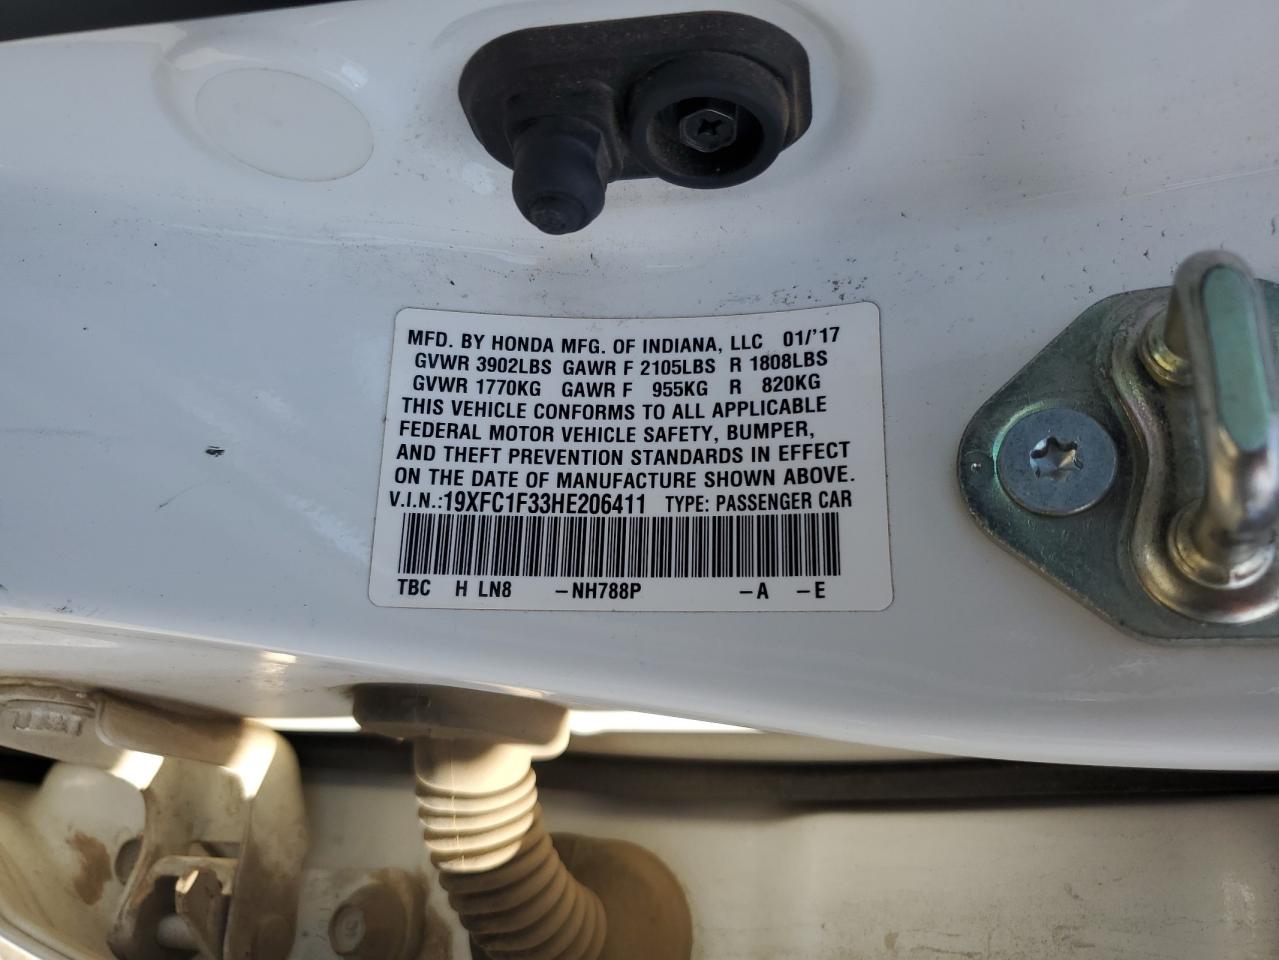 MFD. BY HONDA MFG. OF INDIANA, LLC 01/'17
GVWR 3902LBS GAWR F 2105LBS R 1808LBS
GVWR 1770KG GAWR F 955KG R 820KG
THIS VEHICLE CONFORMS TO ALL APPLICABLE
FEDERAL MOTOR VEHICLE SAFETY, BUMPER,
AND THEFT PREVENTION STANDARDS IN EFFECT
ON THE DATE OF MANUFACTURE SHOWN ABOVE.
V.I.N.:19XFC1F33HE206411 TYPE: PASSENGER CAR
TBC H LN8 –NH788P –A –E